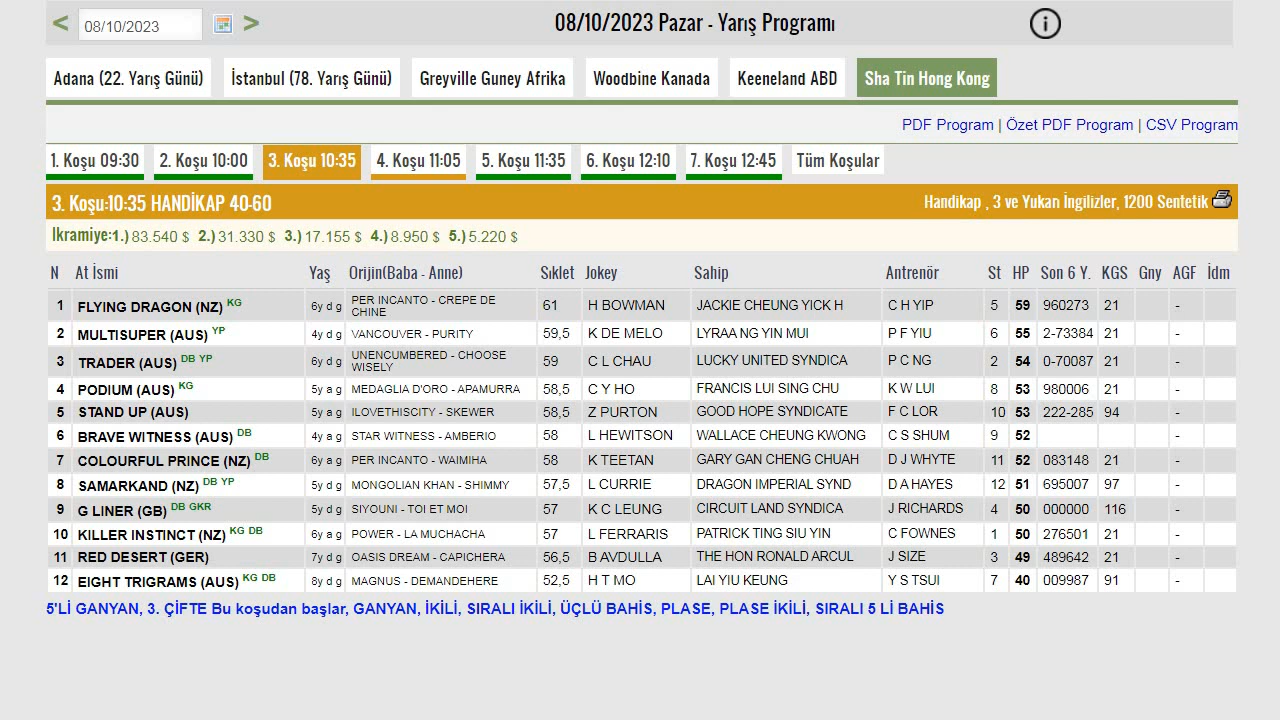 < 08/10/2023 > 08/10/2023 Pazar - Yarış Programı i
Adana (22. Yarış Günü) İstanbul (78. Yarış Günü) Greyville Guney Afrika Woodbine Kanada Keeneland ABD Sha Tin Hong Kong
PDF Program | Özet PDF Program | CSV Program
1. Koşu 09:30 2. Koşu 10:00 3. Koşu 10:35 4. Koşu 11:05 5. Koşu 11:35 6. Koşu 12:10 7. Koşu 12:45 Tüm Koşular
3. Koşu:10:35 HANDİKAP 40-60 Handikap , 3 ve Yukarı İngilizler, 1200 Sentetik
Ikramiye:1.) 83.540 $ 2.) 31.330 $ 3.) 17.155 $ 4.) 8.950 $ 5.) 5.220 $
N At İsmi Yaş Orijin(Baba - Anne) Sıklet Jokey Sahip Antrenör St HP Son 6 Y. KGS Gny AGF İdm
1 FLYING DRAGON (NZ) KG 6y d g PER INCANTO - CREPE DE CHINE 61 H BOWMAN JACKIE CHEUNG YICK H C H YIP 5 59 960273 21 -
2 MULTISUPER (AUS) YP 4y d g VANCOUVER - PURITY 59,5 K DE MELO LYRAA NG YIN MUI P F YIU 6 55 2-73384 21 -
3 TRADER (AUS) DB YP 6y d g UNENCUMBERED - CHOOSE WISELY 59 C L CHAU LUCKY UNITED SYNDICA P C NG 2 54 0-70087 21 -
4 PODIUM (AUS) KG 5y a g MEDAGLIA D'ORO - APAMURRA 58,5 C Y HO FRANCIS LUI SING CHU K W LUI 8 53 980006 21 -
5 STAND UP (AUS) 5y a g ILOVETHISCITY - SKEWER 58,5 Z PURTON GOOD HOPE SYNDICATE F C LOR 10 53 222-285 94 -
6 BRAVE WITNESS (AUS) DB 4y a g STAR WITNESS - AMBERIO 58 L HEWITSON WALLACE CHEUNG KWONG C S SHUM 9 52 -
7 COLOURFUL PRINCE (NZ) DB 6y a g PER INCANTO - WAIMIHA 58 K TEETAN GARY GAN CHENG CHUAH D J WHYTE 11 52 083148 21 -
8 SAMARKAND (NZ) DB YP 5y d g MONGOLIAN KHAN - SHIMMY 57,5 L CURRIE DRAGON IMPERIAL SYND D A HAYES 12 51 695007 97 -
9 G LINER (GB) DB GKR 5y d g SIYOUNI - TOI ET MOI 57 K C LEUNG CIRCUIT LAND SYNDICA J RICHARDS 4 50 000000 116 -
10 KILLER INSTINCT (NZ) KG DB 6y a g POWER - LA MUCHACHA 57 L FERRARIS PATRICK TING SIU YIN C FOWNES 1 50 276501 21 -
11 RED DESERT (GER) 7y d g OASIS DREAM - CAPICHERA 56,5 B AVDULLA THE HON RONALD ARCUL J SIZE 3 49 489642 21 -
12 EIGHT TRIGRAMS (AUS) KG DB 8y d g MAGNUS - DEMANDEHERE 52,5 H T MO LAI YIU KEUNG Y S TSUI 7 40 009987 91 -
5'Lİ GANYAN, 3. ÇİFTE Bu koşudan başlar, GANYAN, İKİLİ, SIRALI İKİLİ, ÜÇLÜ BAHİS, PLASE, PLASE İKİLİ, SIRALI 5 Lİ BAHİS